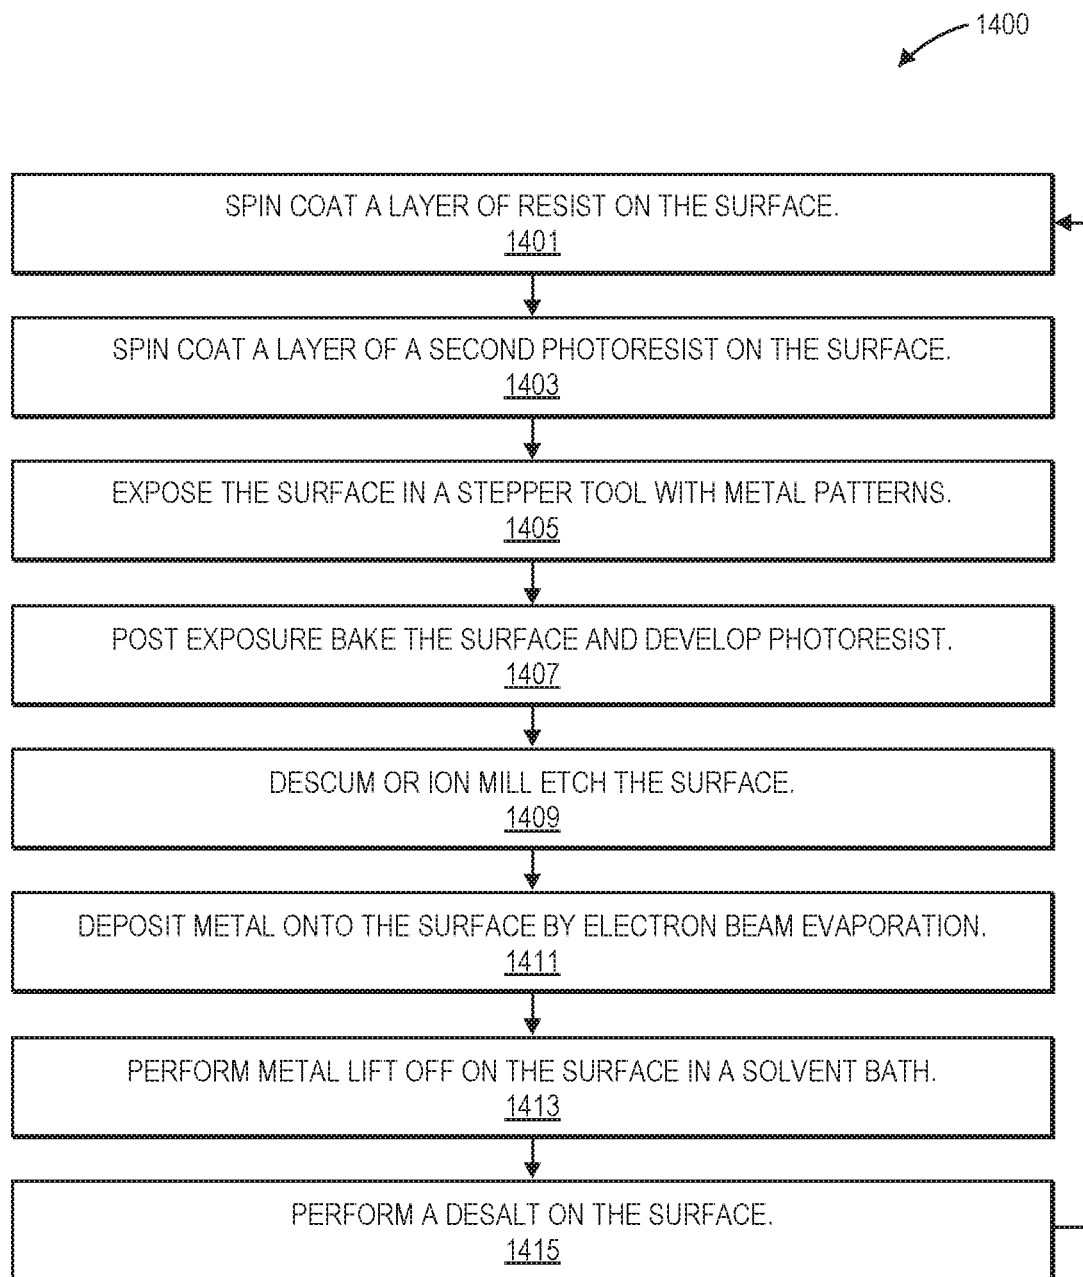 1400
SPIN COAT A LAYER OF RESIST ON THE SURFACE.
1401
SPIN COAT A LAYER OF A SECOND PHOTORESIST ON THE SURFACE.
1403
EXPOSE THE SURFACE IN A STEPPER TOOL WITH METAL PATTERNS.
1405
POST EXPOSURE BAKE THE SURFACE AND DEVELOP PHOTORESIST.
1407
DESCUM OR ION MILL ETCH THE SURFACE.
1409
DEPOSIT METAL ONTO THE SURFACE BY ELECTRON BEAM EVAPORATION.
1411
PERFORM METAL LIFT OFF ON THE SURFACE IN A SOLVENT BATH.
1413
PERFORM A DESALT ON THE SURFACE.
1415